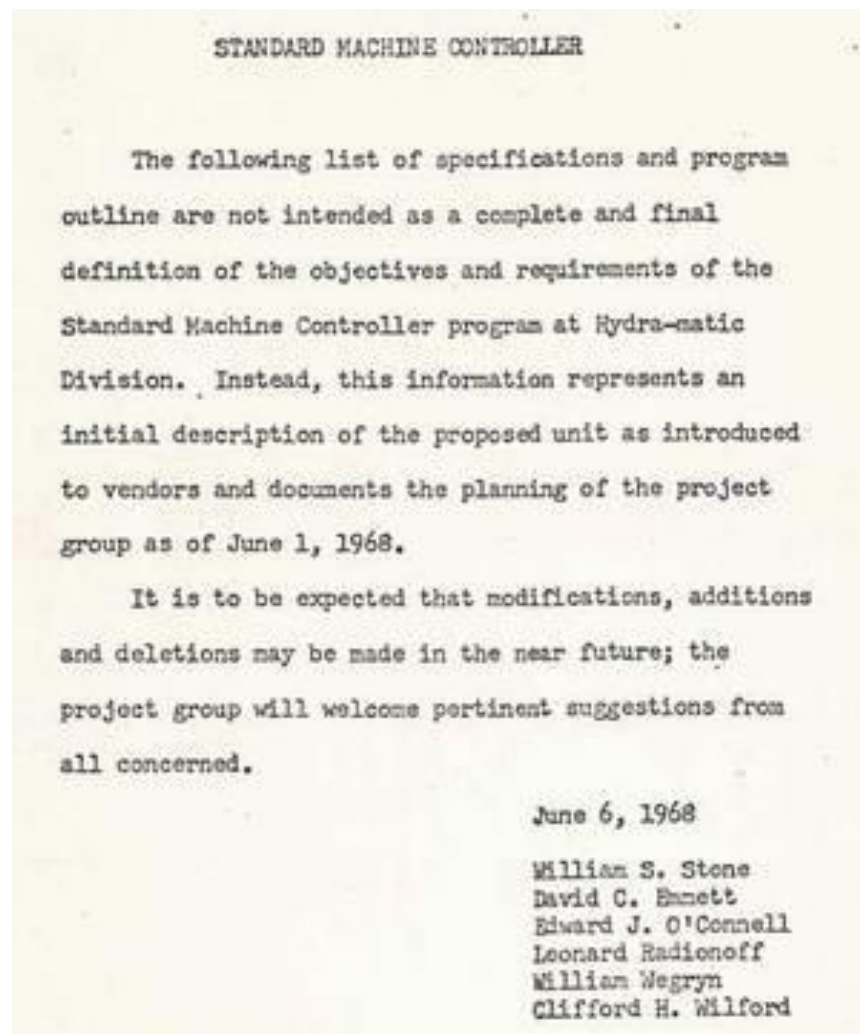 STANDARD MACHINE CONTROLLER
The following list of specifications and program
outline are not intended as a complete and final
definition of the objectives and requirements of the
Standard Machine Controller program at Hydra-matic
Division. Instead, this information represents an
initial description of the proposed unit as introduced
to vendors and documents the planning of the project
group as of June 1, 1968.
It is to be expected that modifications, additions
and deletions may be made in the near future; the
project group will welcome pertinent suggestions from
all concerned.
June 6, 1968
William S. Stone
David C. Emmett
Edward J. O'Connell
Leonard Radionoff
William Wegryn
Clifford H. Wilford